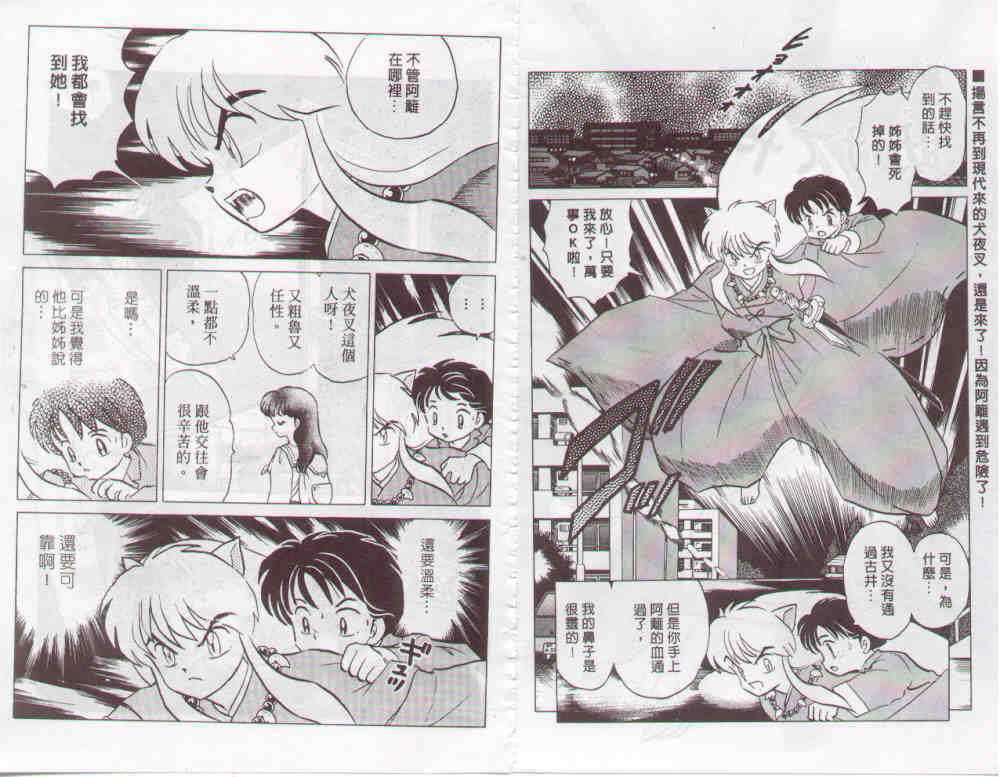 ■揚言不再到現代來的犬夜叉，還是來了！因為阿籬遇到危險了！
不趕快找
到的話…
姊姊會死
掉的！
放心！只要
我來了，萬
事OK啦！
可是，為
什麼…
我又沒有通
過古井…
但是你手上
阿籬的血通
過了，
我的鼻子是
很靈的！
不管阿籬
在哪裡…
我都會找
到她！
…
…
犬夜叉這個
人呀！
又粗魯又
任性。
一點都不
溫柔，
跟他交往會
很辛苦的。
是嗎…
可是我覺得
他比姊姊說
的…
還要溫柔…
還要可
靠啊！
ギュッ